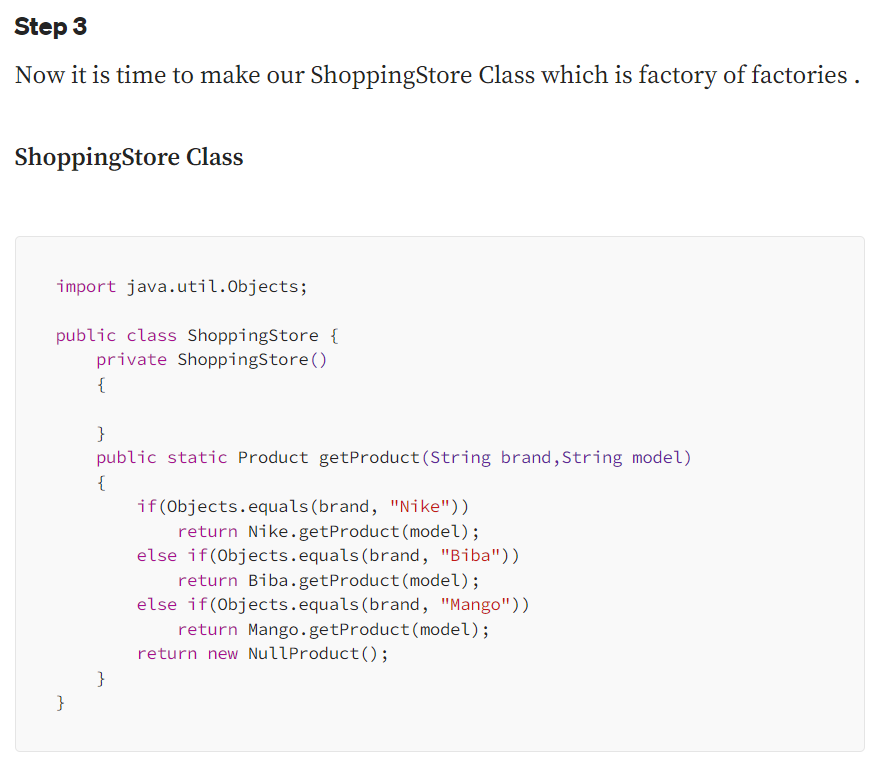 Step 3
Now it is time to make our ShoppingStore Class which is factory of factories .
ShoppingStore Class
import java.util.Objects;
public class ShoppingStore {
    private ShoppingStore()
    {
    }
    public static Product getProduct(String brand,String model)
    {
        if(Objects.equals(brand, "Nike"))
            return Nike.getProduct(model);
        else if(Objects.equals(brand, "Biba"))
            return Biba.getProduct(model);
        else if(Objects.equals(brand, "Mango"))
            return Mango.getProduct(model);
        return new NullProduct();
    }
}